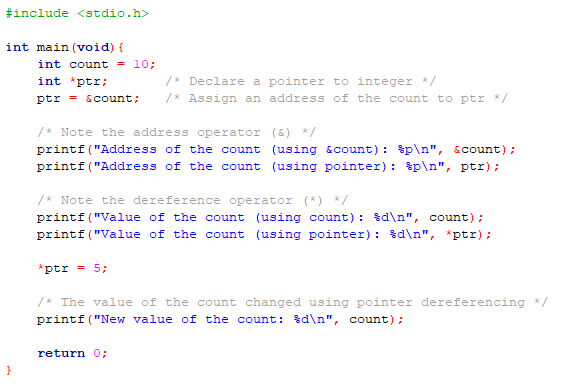 #include <stdio.h>
int main(void){
int count = 10;
int *ptr; /* Declare a pointer to integer */
ptr = &count; /* Assign an address of the count to ptr */
/* Note the address operator (&) */
printf("Address of the count (using &count): %p\n", &count);
printf("Address of the count (using pointer): %p\n", ptr);
/* Note the dereference operator (*) */
printf("Value of the count (using count): %d\n", count);
printf("Value of the count (using pointer): %d\n", *ptr);
*ptr = 5;
/* The value of the count changed using pointer dereferencing */
printf("New value of the count: %d\n", count);
return 0;
}